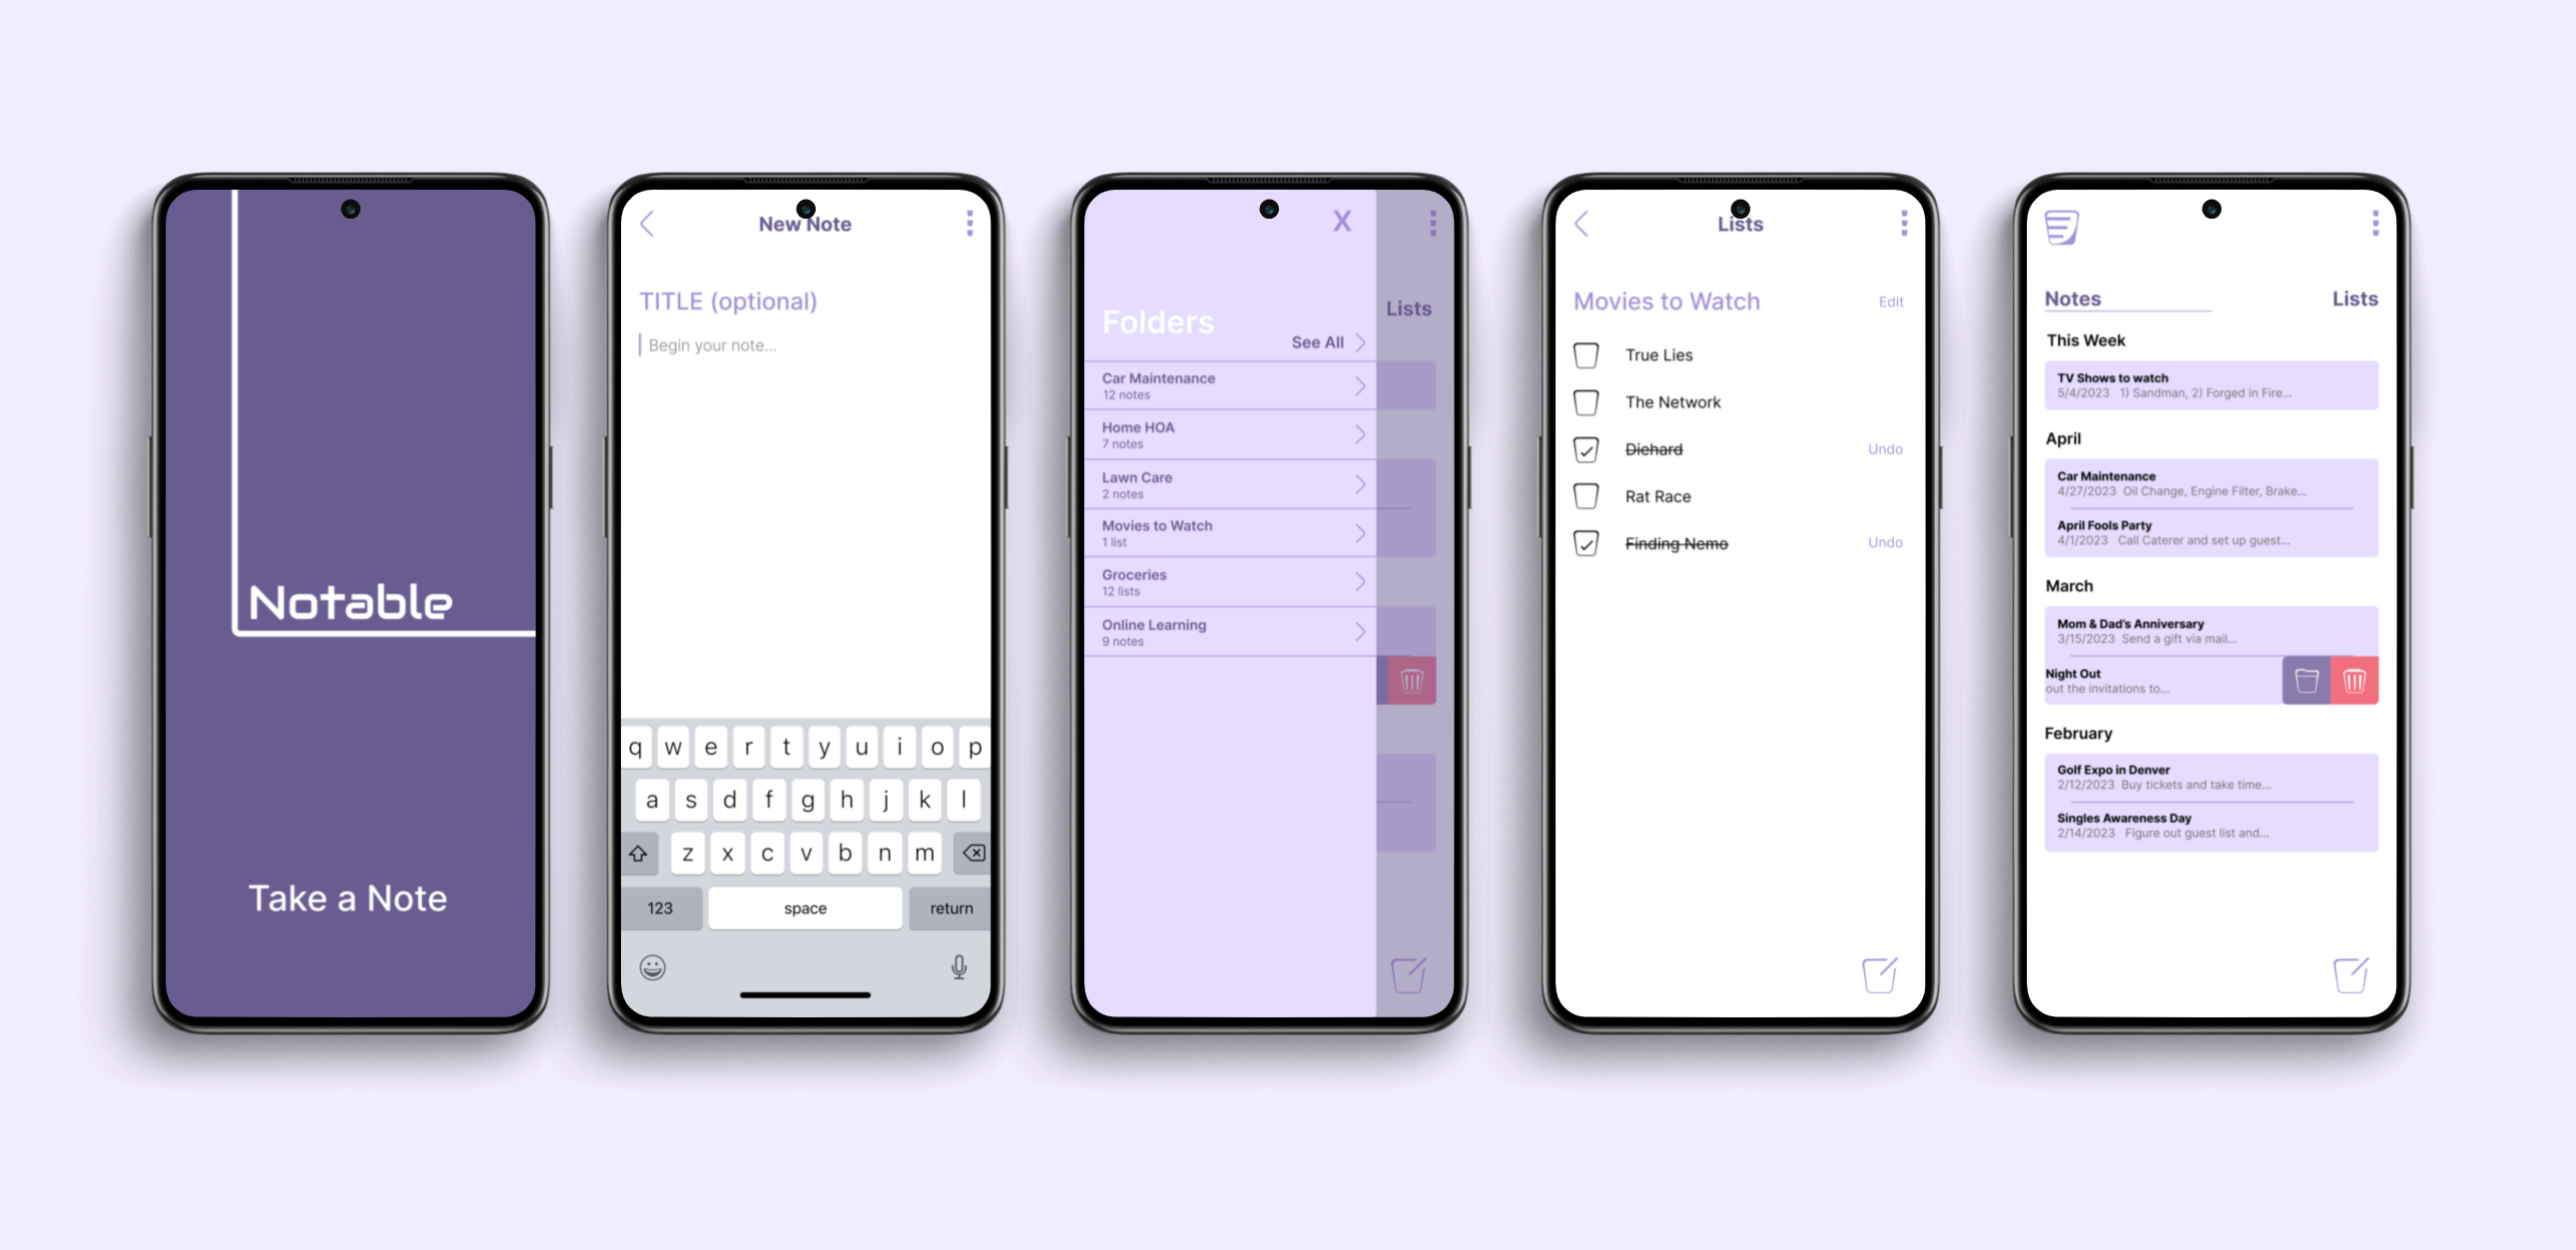 Notable
Take a Note
New Note
TITLE (optional)
Begin your note...
q w e r t y u i o p
a s d f g h j k l
z x c v b n m
123 space return
X
Folders
Lists
See All
Car Maintenance
12 notes
Home HOA
7 notes
Lawn Care
2 notes
Movies to Watch
1 list
Groceries
12 lists
Online Learning
9 notes
Lists
Movies to Watch Edit
True Lies
The Network
Diehard Undo
Rat Race
Finding Nemo Undo
Notes Lists
This Week
TV Shows to watch
5/4/2023 1) Sandman, 2) Forged in Fire...
April
Car Maintenance
4/27/2023 Oil Change, Engine Filter, Brake...
April Fools Party
4/1/2023 Call Caterer and set up guest...
March
Mom & Dad's Anniversary
3/15/2023 Send a gift via mail...
Night Out
out the invitations to...
February
Golf Expo in Denver
2/12/2023 Buy tickets and take time...
Singles Awareness Day
2/14/2023 Figure out guest list and...